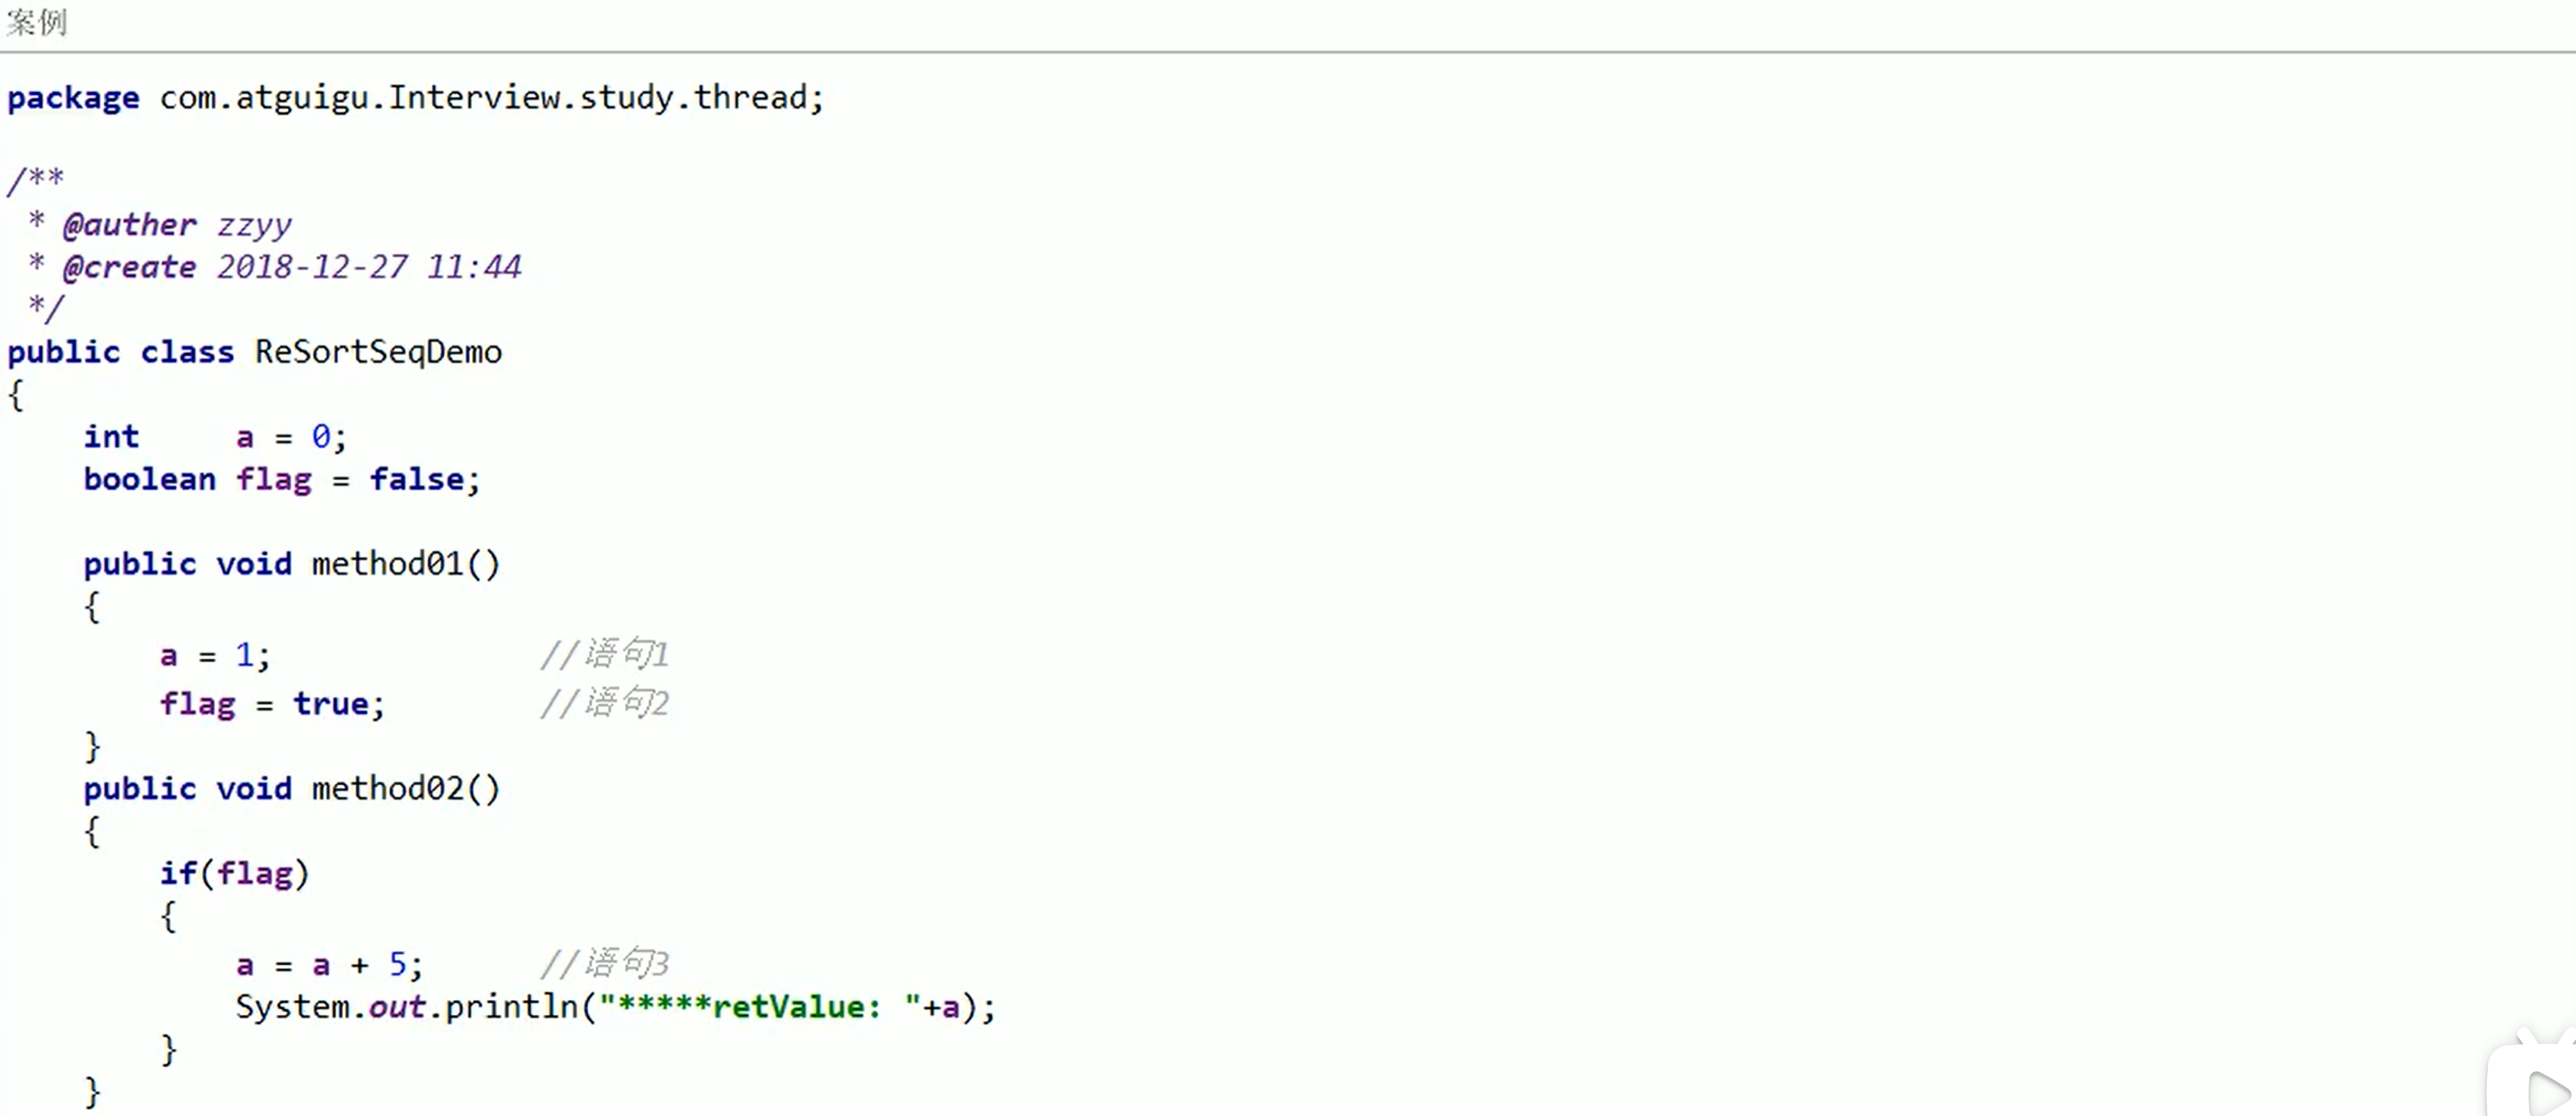 案例
package com.atguigu.Interview.study.thread;
/**
 * @auther zzyy
 * @create 2018-12-27 11:44
 */
public class ReSortSeqDemo
{
    int     a = 0;
    boolean flag = false;

    public void method01()
    {
        a = 1;              //语句1
        flag = true;        //语句2
    }
    public void method02()
    {
        if(flag)
        {
            a = a + 5;      //语句3
            System.out.println("*****retValue: "+a);
        }
    }